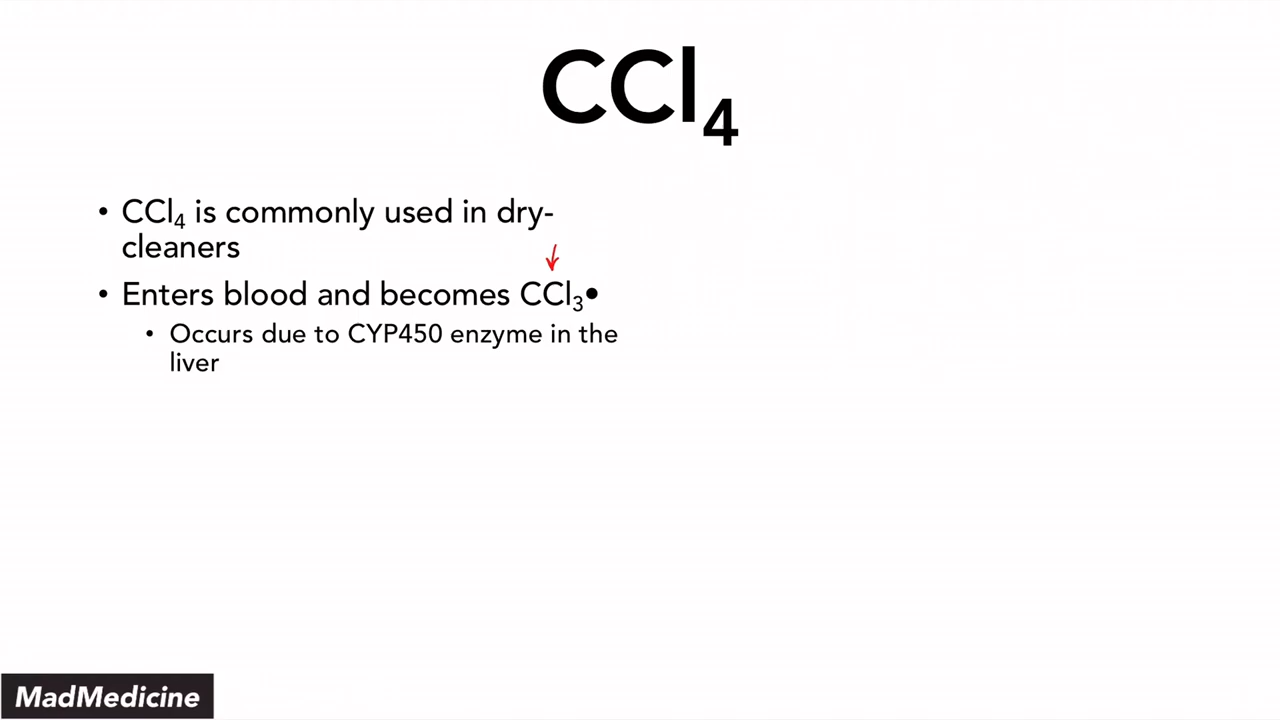 CCl₄
• CCl₄ is commonly used in dry-
cleaners
• Enters blood and becomes CCl₃•
• Occurs due to CYP450 enzyme in the
liver
MadMedicine